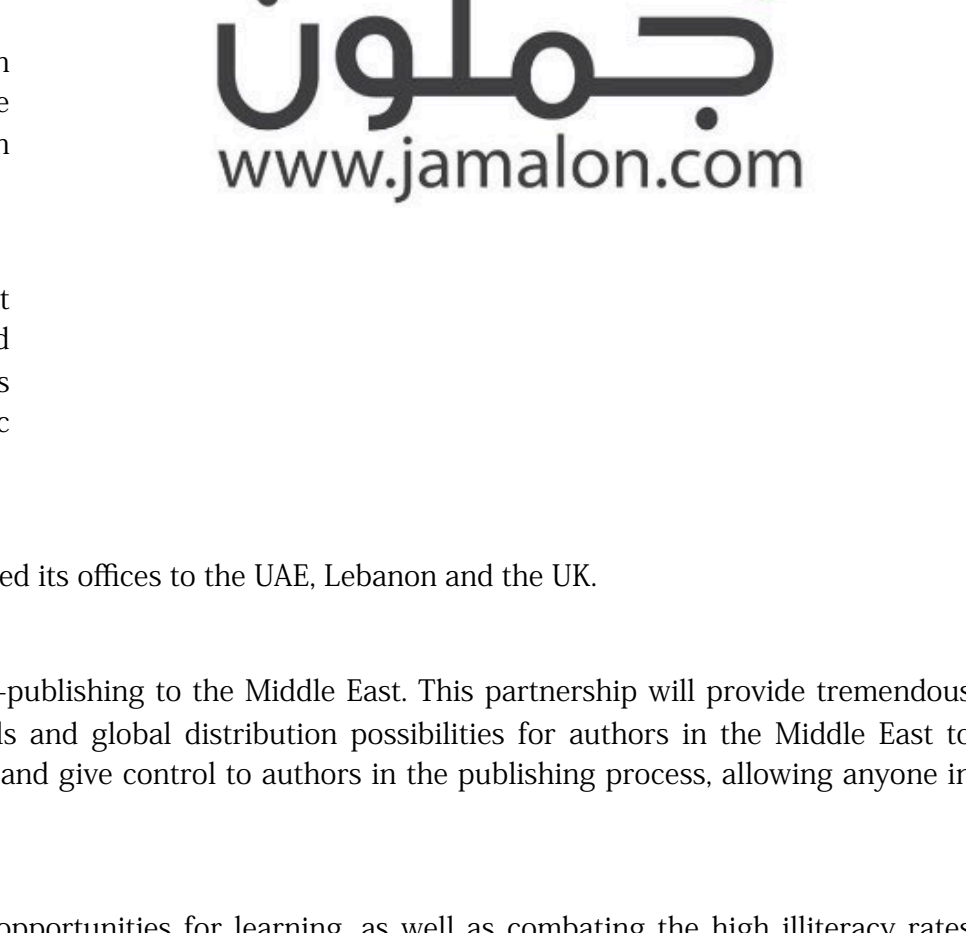 جملون
www.jamalon.com
n
e
n
t
d
s
c
ed its offices to the UAE, Lebanon and the UK.
-publishing to the Middle East. This partnership will provide tremendous
ls and global distribution possibilities for authors in the Middle East to
and give control to authors in the publishing process, allowing anyone in
opportunities for learning, as well as combating the high illiteracy rates